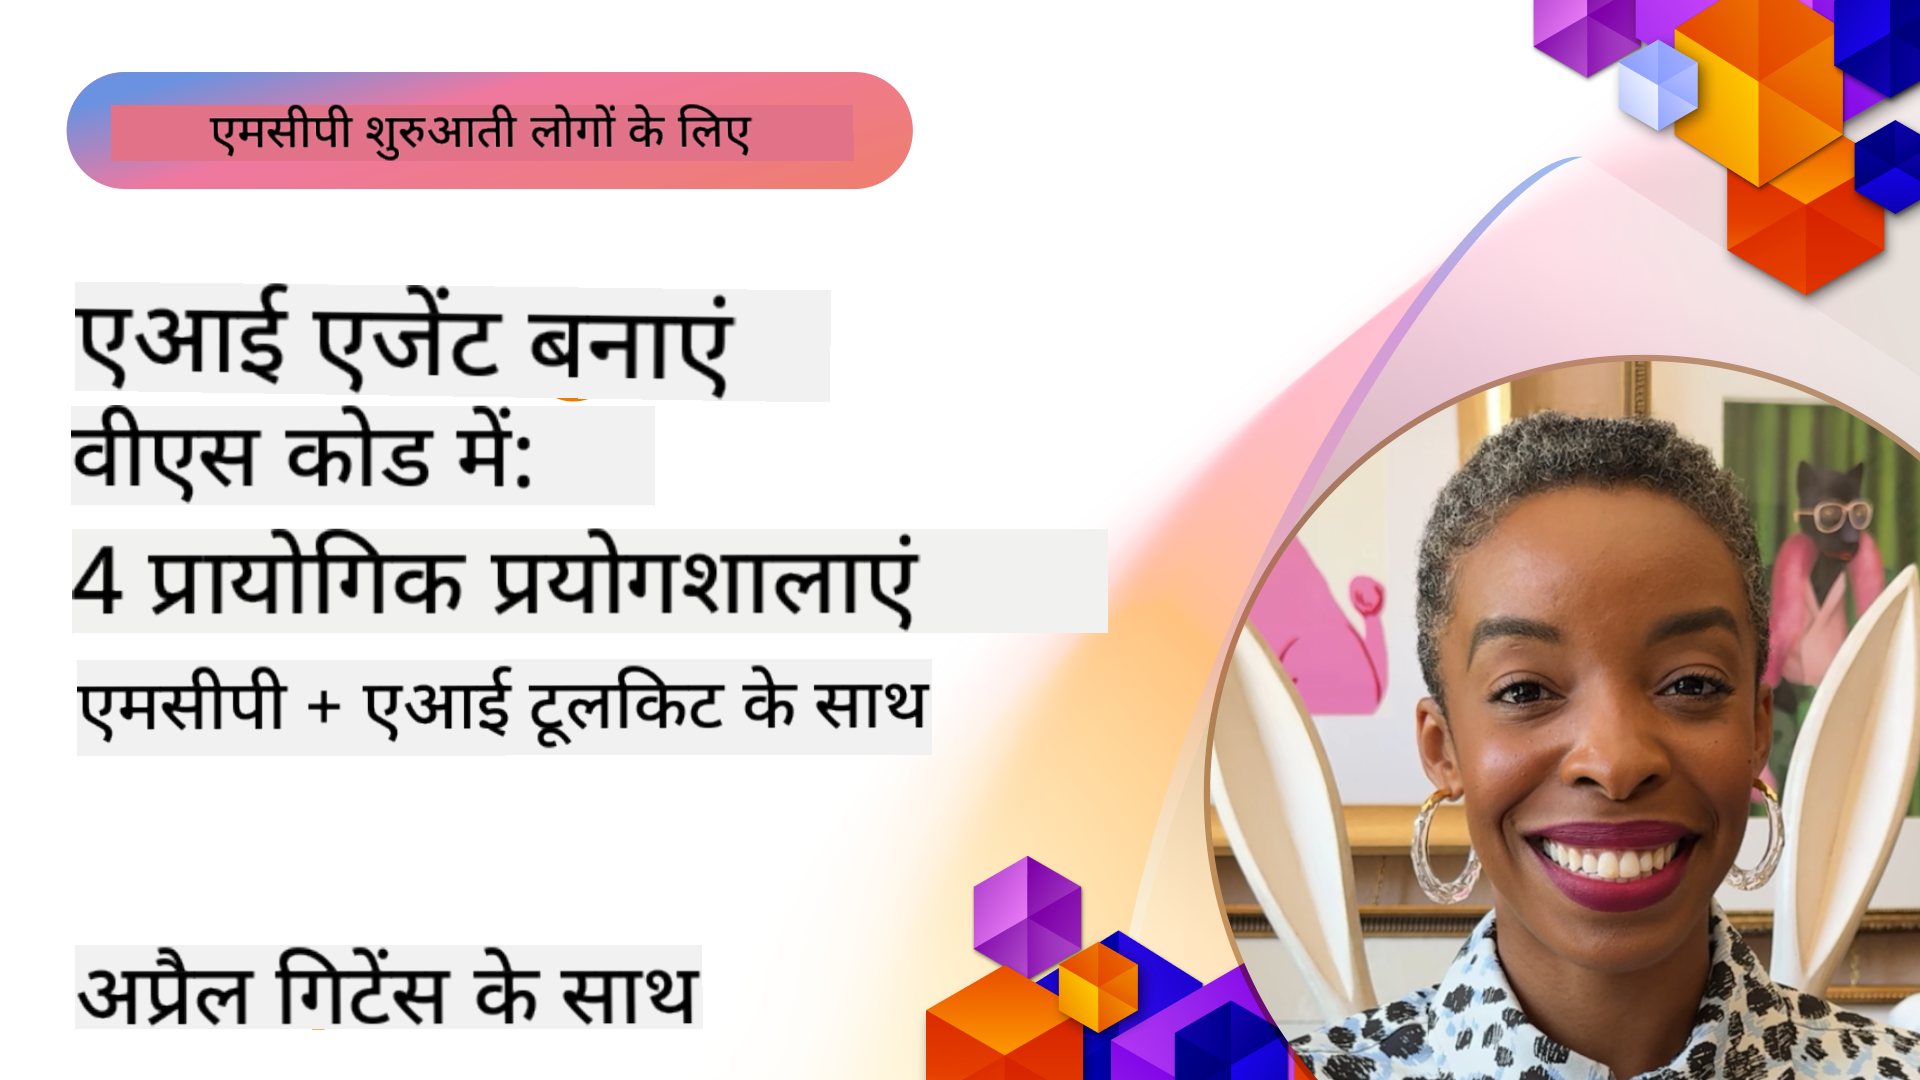 एमसीपी शुरुआती लोगों के लिए
एआई एजेंट बनाएं
वीएस कोड में:
4 प्रायोगिक प्रयोगशालाएं
एमसीपी + एआई टूलकिट के साथ
अप्रैल गिटेंस के साथ